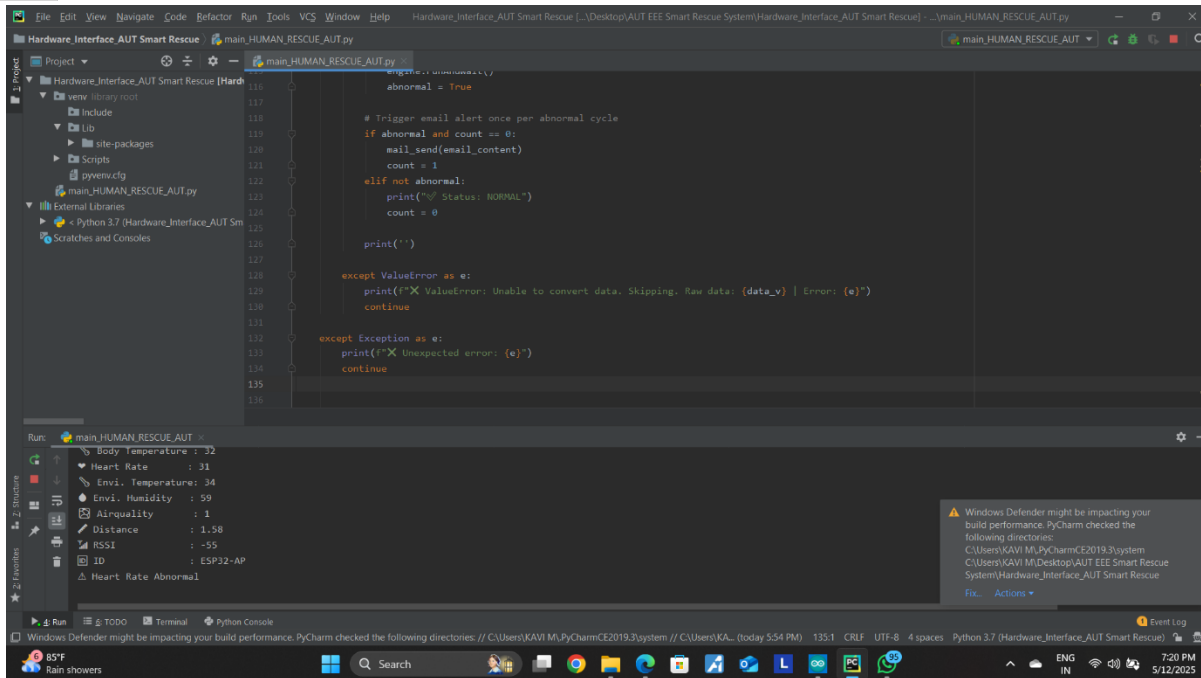 File Edit View Navigate Code Refactor Run Tools VCS Window Help Hardware_Interface_AUT Smart Rescue [...\Desktop\AUT EEE Smart Rescue System\Hardware_Interface_AUT Smart Rescue] - ...\main_HUMAN_RESCUE_AUT.py
Hardware_Interface_AUT Smart Rescue main_HUMAN_RESCUE_AUT.py
main_HUMAN_RESCUE_AUT
1: Project
Project
Hardware_Interface_AUT Smart Rescue [Hardw
venv library root
Include
Lib
site-packages
Scripts
pyvenv.cfg
main_HUMAN_RESCUE_AUT.py
External Libraries
< Python 3.7 (Hardware_Interface_AUT Sm
Scratches and Consoles
main_HUMAN_RESCUE_AUT.py
115 engine.runAndWait()
116 abnormal = True
117
118 # Trigger email alert once per abnormal cycle
119 if abnormal and count == 0:
120 mail_send(email_content)
121 count = 1
122 elif not abnormal:
123 print("✅ Status: NORMAL")
124 count = 0
125
126 print('')
127
128 except ValueError as e:
129 print(f"❌ ValueError: Unable to convert data. Skipping. Raw data: {data_v} | Error: {e}")
130 continue
131
132 except Exception as e:
133 print(f"❌ Unexpected error: {e}")
134 continue
135
136
Run: main_HUMAN_RESCUE_AUT
Body Temperature : 32
Heart Rate : 31
Envi. Temperature: 34
Envi. Humidity : 59
Airquality : 1
Distance : 1.58
RSSI : -55
ID : ESP32-AP
⚠ Heart Rate Abnormal
Z: Structure
2: Favorites
Windows Defender might be impacting your
build performance. PyCharm checked the
following directories:
C:\Users\KAVI M\.PyCharmCE2019.3\system
C:\Users\KAVI M\Desktop\AUT EEE Smart Rescue
System\Hardware_Interface_AUT Smart Rescue
Fix... Actions
4: Run 6: TODO Terminal Python Console
1 Event Log
Windows Defender might be impacting your build performance. PyCharm checked the following directories: // C:\Users\KAVI M\.PyCharmCE2019.3\system // C:\Users\KA... (today 5:54 PM) 135:1 CRLF UTF-8 4 spaces Python 3.7 (Hardware_Interface_AUT Smart Rescue)
6
85°F
Rain showers
Search
95
ENG
IN
7:20 PM
5/12/2025